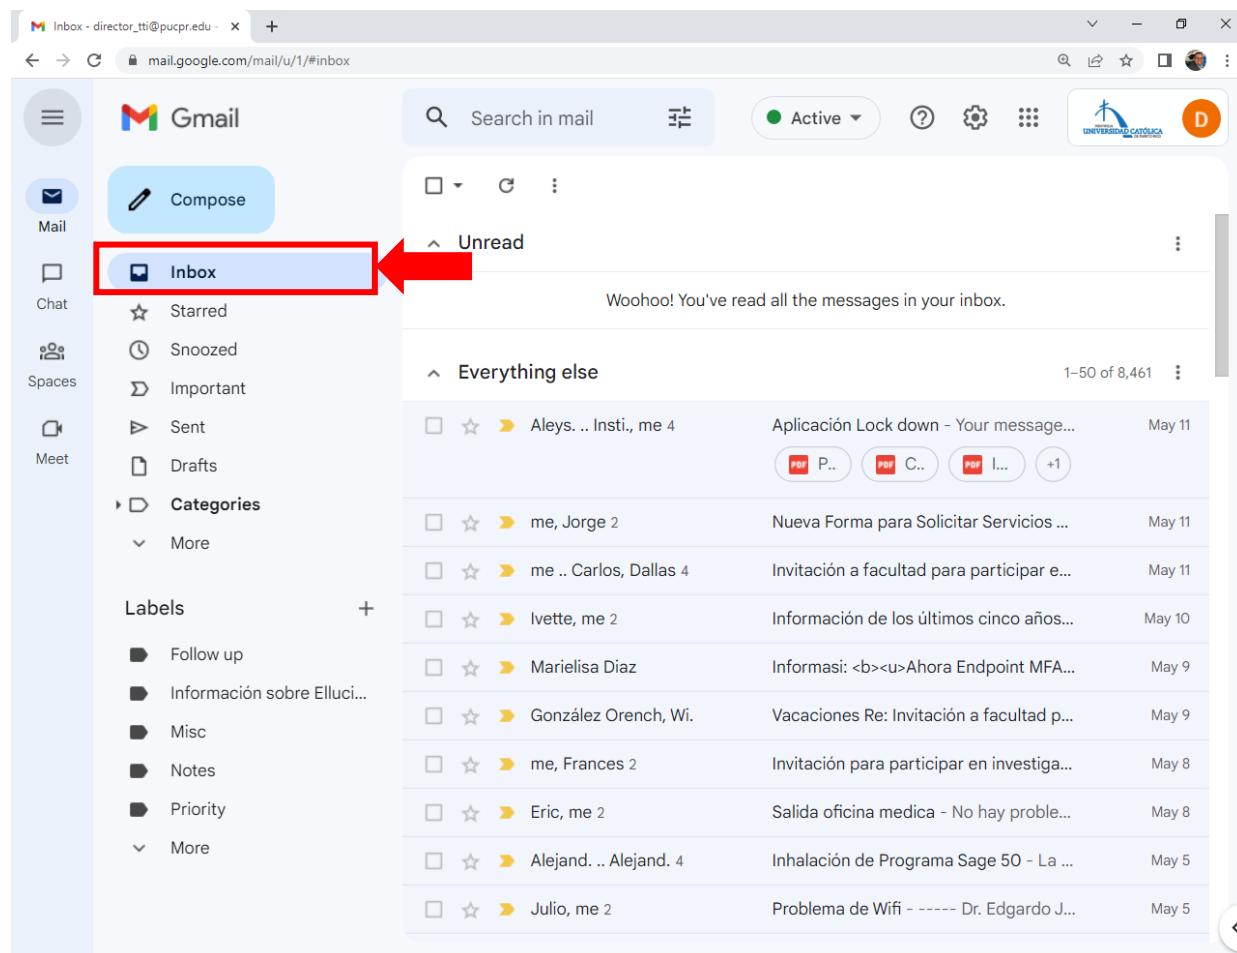 Inbox - director_tti@pucpr.edu -
mail.google.com/mail/u/1/#inbox
Gmail
Search in mail
Active
UNIVERSIDAD CATÓLICA
D
Mail
Chat
Spaces
Meet
Compose
Inbox
Starred
Snoozed
Important
Sent
Drafts
Categories
More
Labels
Follow up
Información sobre Elluci...
Misc
Notes
Priority
More
Unread
Woohoo! You've read all the messages in your inbox.
Everything else 1–50 of 8,461
Aleys. .. Insti., me 4 Aplicación Lock down - Your message... May 11
PDF P.. PDF C.. PDF I... +1
me, Jorge 2 Nueva Forma para Solicitar Servicios ... May 11
me .. Carlos, Dallas 4 Invitación a facultad para participar e... May 11
Ivette, me 2 Información de los últimos cinco años... May 10
Marielisa Diaz Informasi: <b><u>Ahora Endpoint MFA... May 9
González Orench, Wi. Vacaciones Re: Invitación a facultad p... May 9
me, Frances 2 Invitación para participar en investiga... May 8
Eric, me 2 Salida oficina medica - No hay proble... May 8
Alejand. .. Alejand. 4 Inhalación de Programa Sage 50 - La ... May 5
Julio, me 2 Problema de Wifi - ----- Dr. Edgardo J... May 5